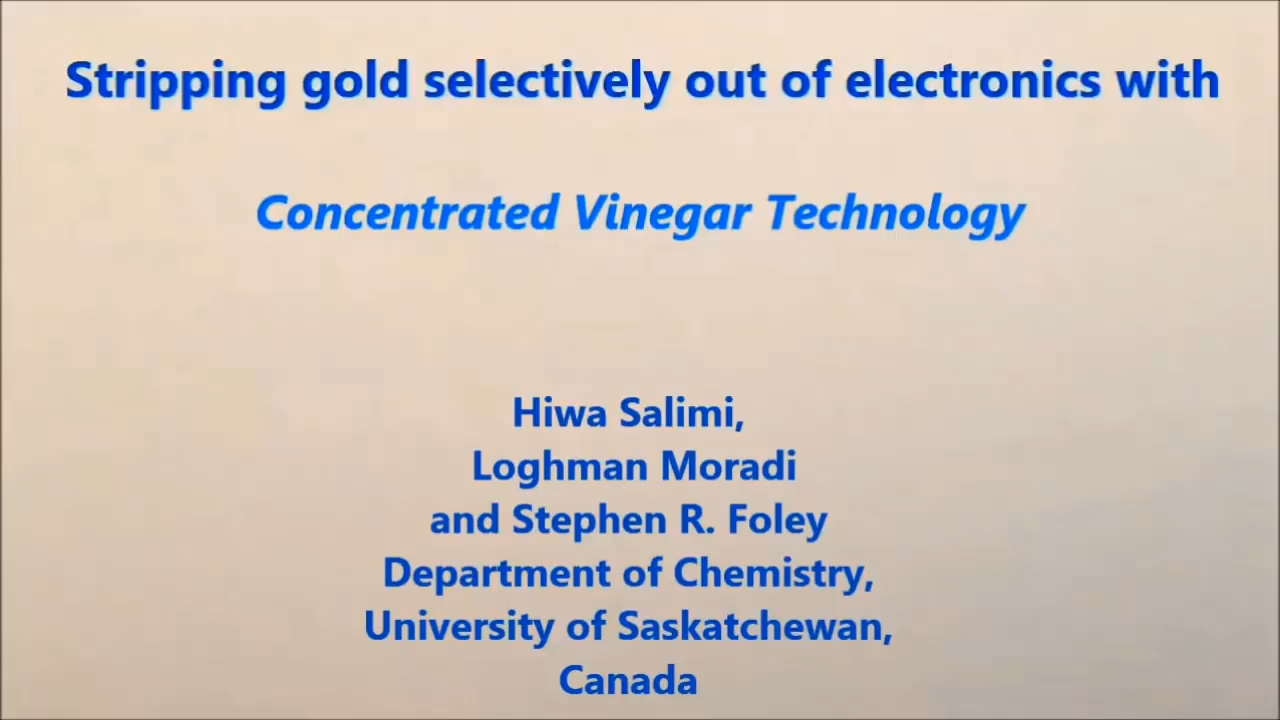 Stripping gold selectively out of electronics with
Concentrated Vinegar Technology
Hiwa Salimi,
Loghman Moradi
and Stephen R. Foley
Department of Chemistry,
University of Saskatchewan,
Canada